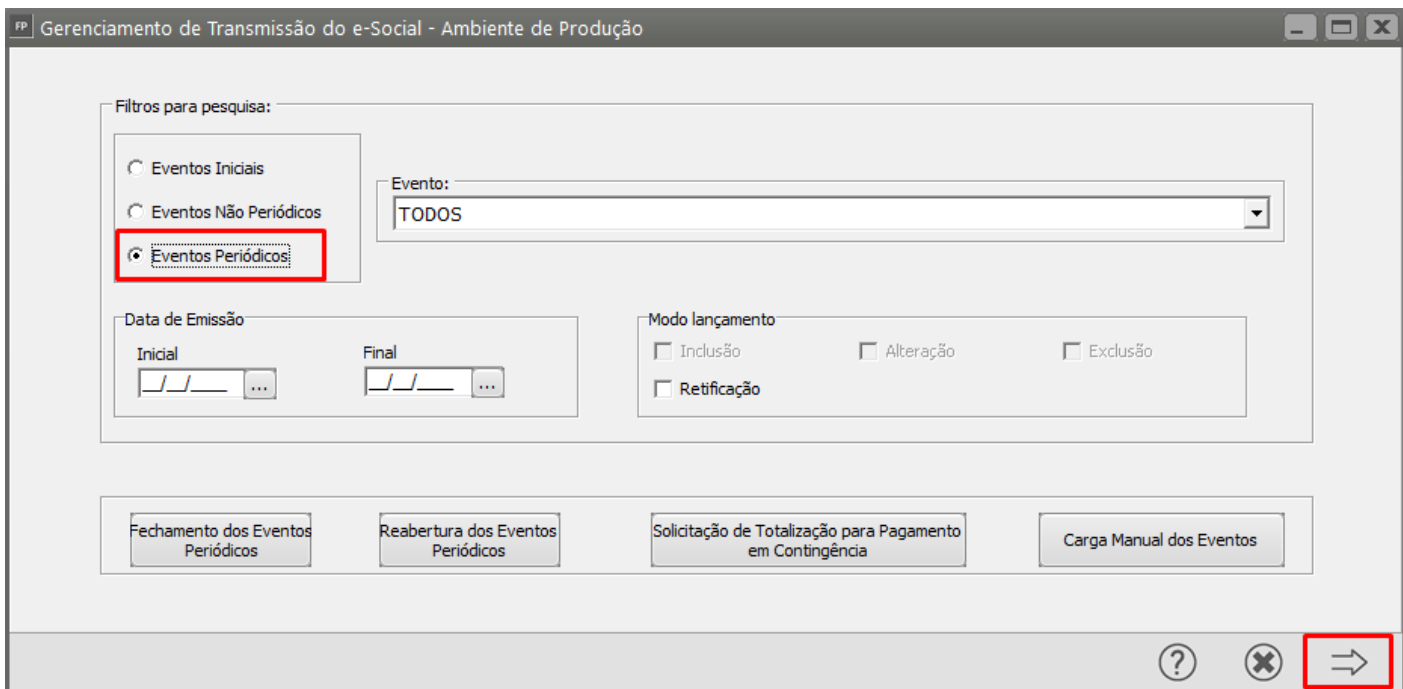 FP Gerenciamento de Transmissão do e-Social - Ambiente de Produção
Filtros para pesquisa:
Eventos Iniciais
Eventos Não Periódicos
Eventos Periódicos
Evento:
TODOS
Data de Emissão
Inicial
Final
__/__/____ ...
__/__/____ ...
Modo lançamento
Inclusão
Alteração
Exclusão
Retificação
Fechamento dos Eventos
Periódicos
Reabertura dos Eventos
Periódicos
Solicitação de Totalização para Pagamento
em Contingência
Carga Manual dos Eventos
?